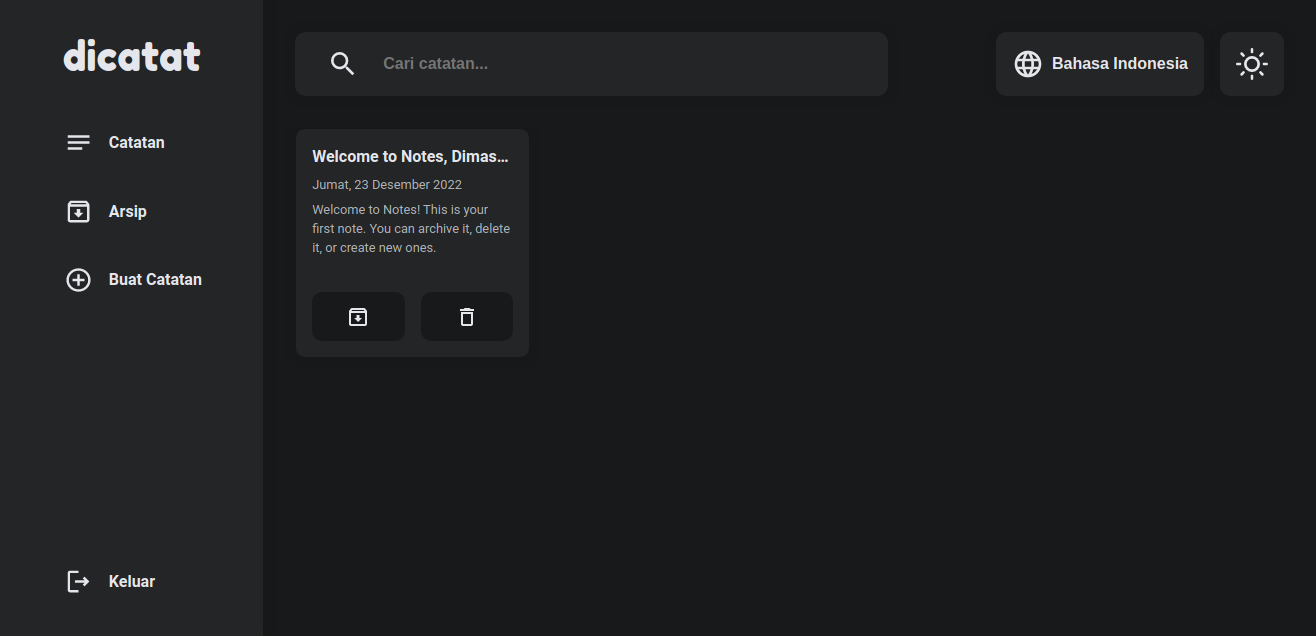 dicatat
Catatan
Arsip
Buat Catatan
Keluar
Cari catatan...
Bahasa Indonesia
Welcome to Notes, Dimas...
Jumat, 23 Desember 2022
Welcome to Notes! This is your
first note. You can archive it, delete
it, or create new ones.